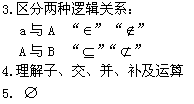 3.区分两种逻辑关系：
a与A “∈” “∉”
A与B “⊆”“⊄”
4.理解子、交、并、补及运算
5. ∅